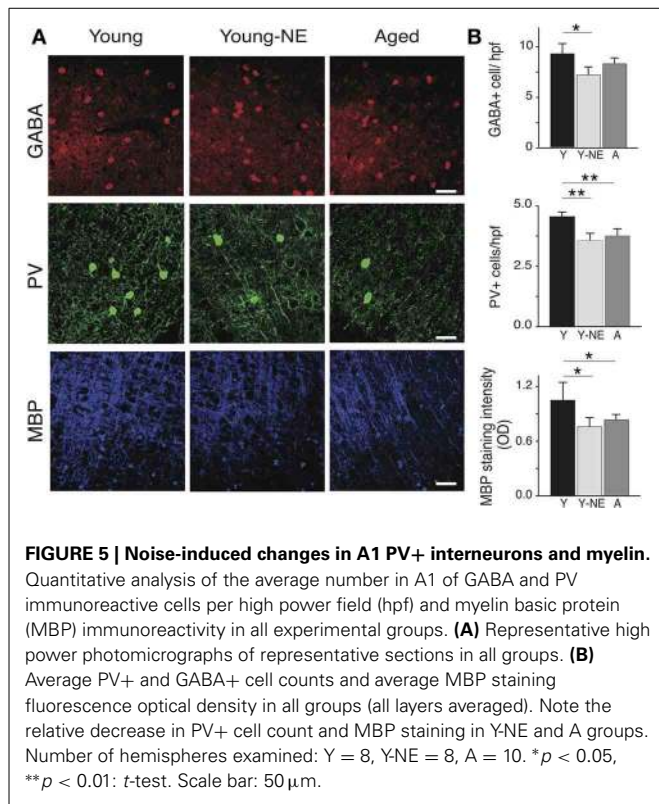 A
Young
Young-NE
Aged
B
GABA
PV
MBP
GABA+ cell/ hpf
10
5
0
*
Y
Y-NE
A
PV+ cells/hpf
5.0
2.5
0.0
**
**
Y
Y-NE
A
MBP staining intensity
(OD)
1.2
0.6
0.0
*
*
Y
Y-NE
A
FIGURE 5 | Noise-induced changes in A1 PV+ interneurons and myelin.
Quantitative analysis of the average number in A1 of GABA and PV
immunoreactive cells per high power field (hpf) and myelin basic protein
(MBP) immunoreactivity in all experimental groups. (A) Representative high
power photomicrographs of representative sections in all groups. (B)
Average PV+ and GABA+ cell counts and average MBP staining
fluorescence optical density in all groups (all layers averaged). Note the
relative decrease in PV+ cell count and MBP staining in Y-NE and A groups.
Number of hemispheres examined: Y = 8, Y-NE = 8, A = 10. *p < 0.05,
**p < 0.01: t-test. Scale bar: 50 μm.